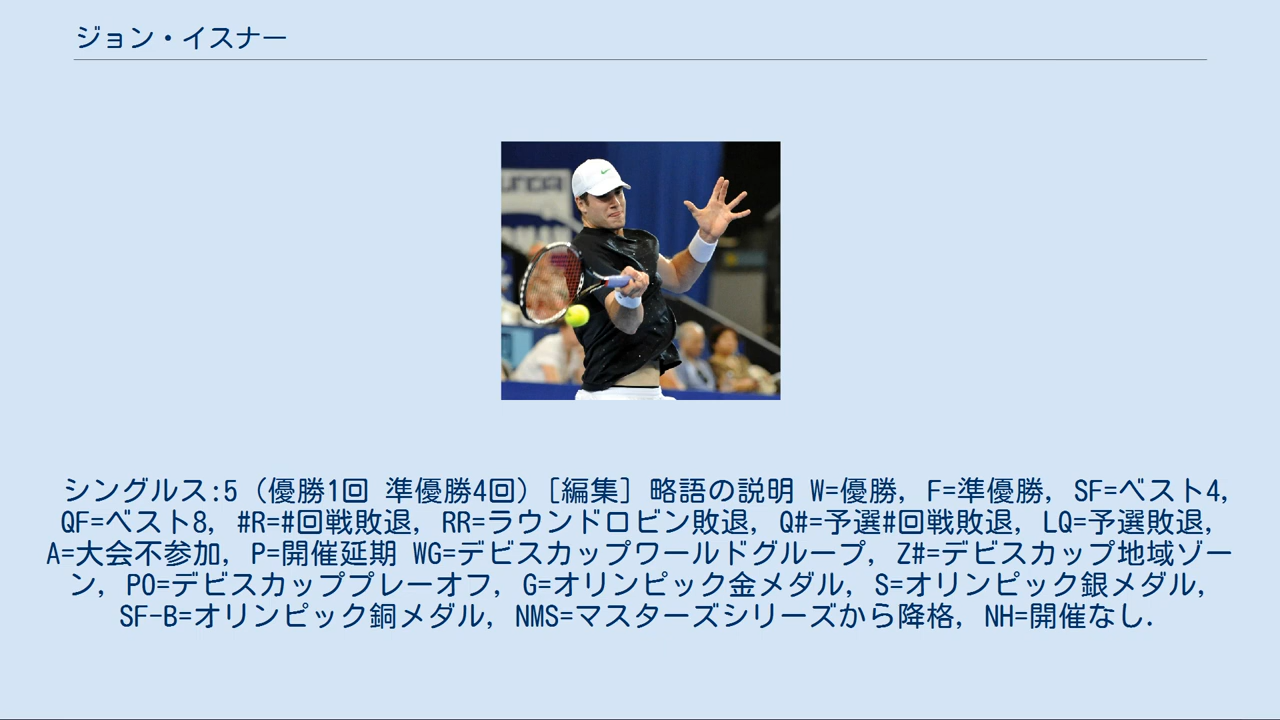 ジョン・イスナー
シングルス:5 (優勝1回 準優勝4回) [編集] 略語の説明 W=優勝, F=準優勝, SF=ベスト4,
QF=ベスト8, #R=#回戦敗退, RR=ラウンドロビン敗退, Q#=予選#回戦敗退, LQ=予選敗退,
A=大会不参加, P=開催延期 WG=デビスカップワールドグループ, Z#=デビスカップ地域ゾー
ン, PO=デビスカッププレーオフ, G=オリンピック金メダル, S=オリンピック銀メダル,
SF-B=オリンピック銅メダル, NMS=マスターズシリーズから降格, NH=開催なし.